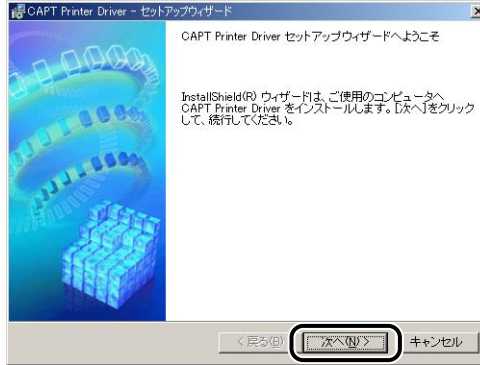 CAPT Printer Driver - セットアップウィザード
CAPT Printer Driver セットアップウィザードへようこそ
InstallShield(R) ウィザードは、ご使用のコンピュータへ
CAPT Printer Driver をインストールします。[次へ]をクリック
して、続行してください。
< 戻る(B) 次へ(N) > キャンセル